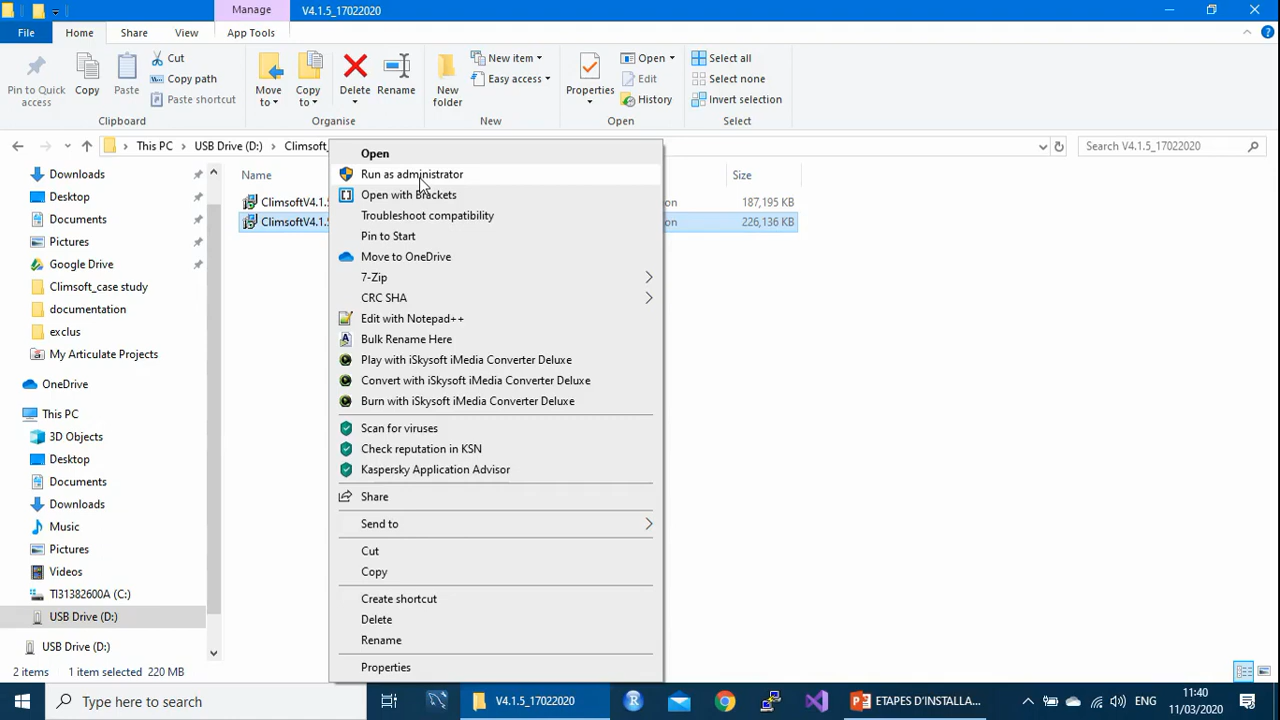 Manage
V4.1.5_17022020
File
Home
Share
View
App Tools
Pin to Quick access
Copy
Paste
Cut
Copy path
Paste shortcut
Clipboard
Move to
Copy to
Delete
Rename
Organise
New folder
New item
Easy access
New
Properties
Open
Edit
History
Open
Select all
Select none
Invert selection
Select
This PC
USB Drive (D:)
Climsoft_
Search V4.1.5_17022020
Downloads
Desktop
Documents
Pictures
Google Drive
Climsoft_case study
documentation
exclus
My Articulate Projects
OneDrive
This PC
3D Objects
Desktop
Documents
Downloads
Music
Pictures
Videos
TI31382600A (C:)
USB Drive (D:)
USB Drive (D:)
Name
Size
ClimsoftV4.1.5
on
187,195 KB
ClimsoftV4.1.5
on
226,136 KB
Open
Run as administrator
Open with Brackets
Troubleshoot compatibility
Pin to Start
Move to OneDrive
7-Zip
CRC SHA
Edit with Notepad++
Bulk Rename Here
Play with iSkysoft iMedia Converter Deluxe
Convert with iSkysoft iMedia Converter Deluxe
Burn with iSkysoft iMedia Converter Deluxe
Scan for viruses
Check reputation in KSN
Kaspersky Application Advisor
Share
Send to
Cut
Copy
Create shortcut
Delete
Rename
Properties
2 items
1 item selected 220 MB
Type here to search
V4.1.5_17022020
ETAPES D'INSTALLA...
ENG
11:40
11/03/2020